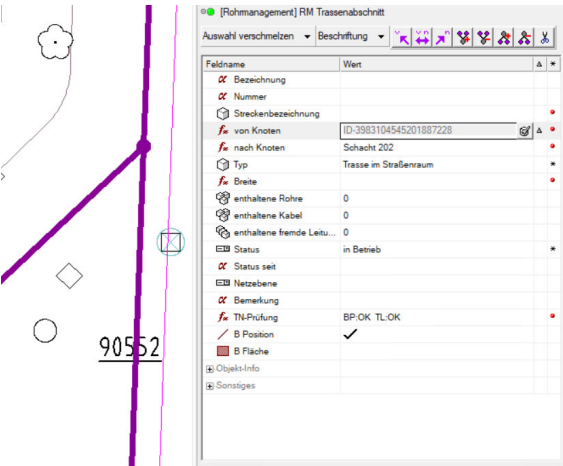 [Rohmanagement] RM Trassenabschnitt
Auswahl verschmelzen Beschriftung
Feldname Wert
Bezeichnung
Nummer
Streckenbezeichnung
von Knoten ID-3983104545201887228
nach Knoten Schacht 202
Typ Trasse im Straßenraum
Breite
enthaltene Rohre 0
enthaltene Kabel 0
enthaltene fremde Leitu... 0
Status in Betrieb
Status seit
Netzebene
Bemerkung
TN-Prüfung BP:OK TL:OK
B Position
B Fläche
Objekt-Info
Sonstiges
90552